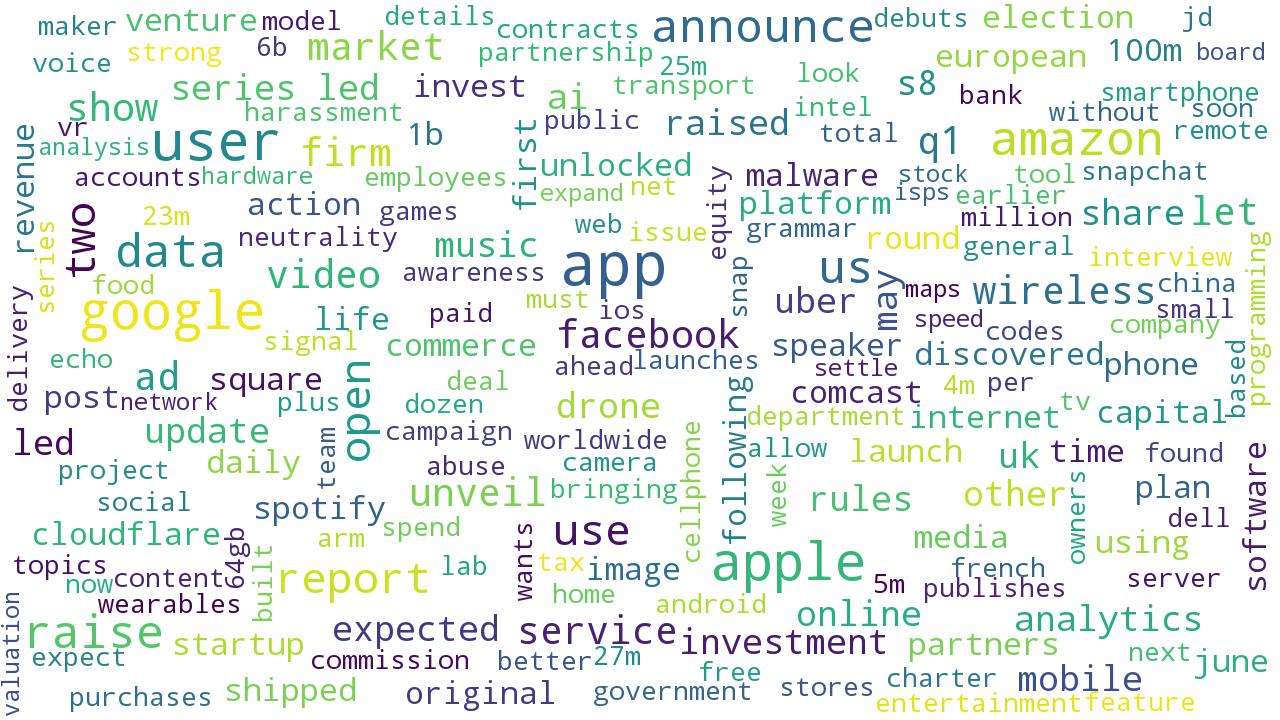 maker venture model details contracts announce debuts election jd
voice strong 6b market partnership 25m transport look european 100m board
series led invest ai s8 bank smartphone
show harassment public raised intel without soon
vr user firm 1b first total q1 amazon remote
revenue analysis unlocked
accounts hardware employees expand net equity malware stock isps tool snapchat
two 23m action games web issue platform grammar earlier million share let
series data neutrality music round general interview programming
food video awareness app snap us may maps wireless china
delivery google life paid must ios uber speed codes small company
signal commerce facebook speaker discovered phone
echo ad square open deal ahead launches settle comcast 4m per based
post network plus dozen drone following department internet tv capital
led update campaign worldwide allow launch uk time found
project daily team abuse camera cellphone week software
social spotify unveil bringing rules other owners plan
cloudflare 64gb spend use media using dell
topics arm wants
now content built report lab tax image apple french server
wearables home android 5m publishes
valuation raise startup expected service investment online partners analytics
expect commission better 27m free next june
purchases shipped original government stores charter mobile
entertainment feature